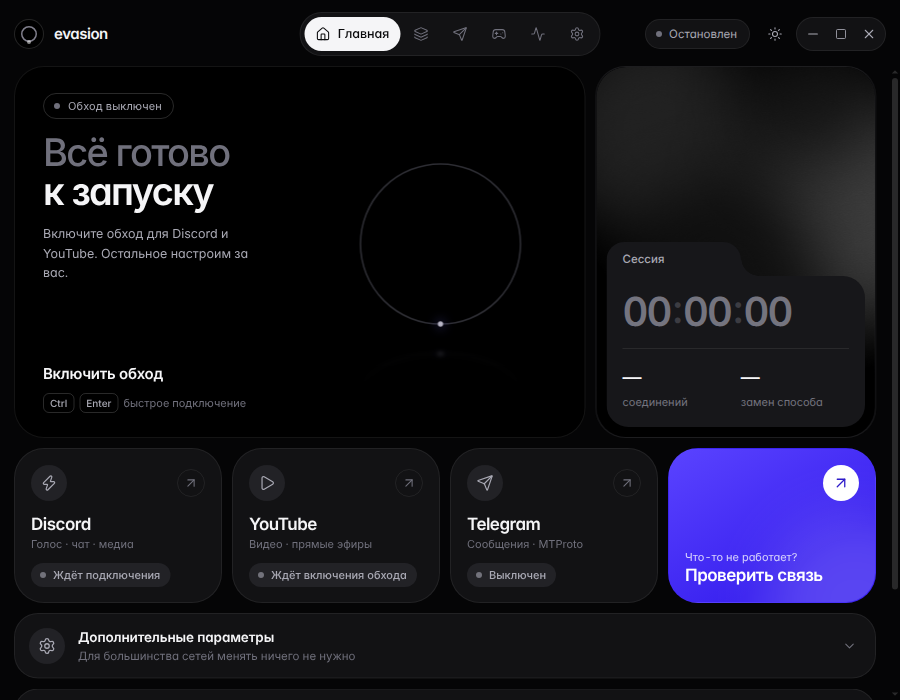 evasion
Главная
Остановлен
Обход выключен
Всё готово
к запуску
Включите обход для Discord и
YouTube. Остальное настроим за
вас.
Включить обход
Ctrl Enter быстрое подключение
Сессия
00:00:00
— —
соединений замен способа
Discord
Голос · чат · медиа
Ждёт подключения
YouTube
Видео · прямые эфиры
Ждёт включения обхода
Telegram
Сообщения · MTProto
Выключен
Что-то не работает?
Проверить связь
Дополнительные параметры
Для большинства сетей менять ничего не нужно